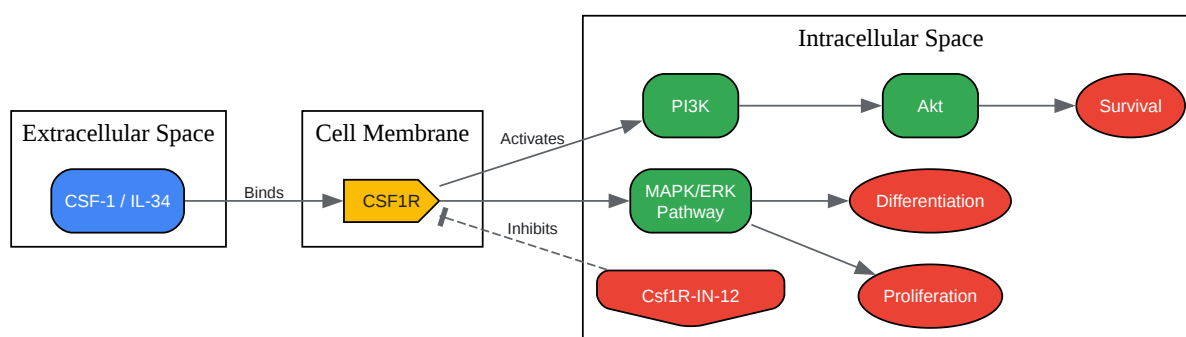 Intracellular Space
PI3K
Akt
Survival
Extracellular Space
Cell Membrane
Activates
CSF-1 / IL-34
Binds
CSF1R
MAPK/ERK
Pathway
Differentiation
Inhibits
Csf1R-IN-12
Proliferation